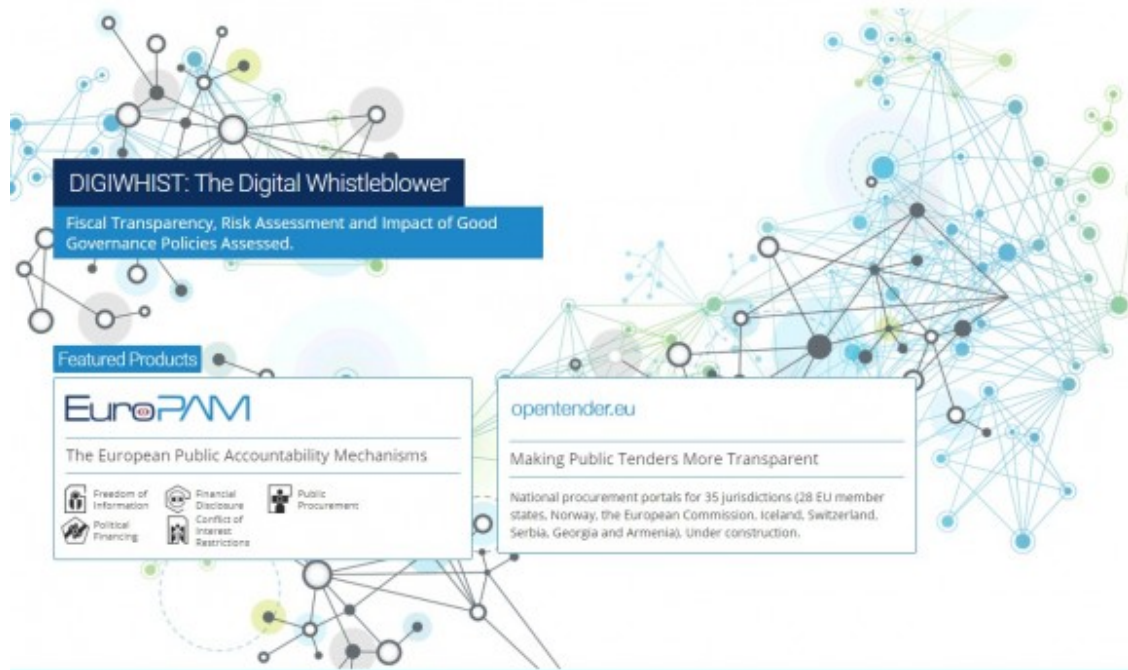 DIGIWHIST: The Digital Whistleblower
Fiscal Transparency, Risk Assessment and Impact of Good
Governance Policies Assessed.
Featured Products
EuroPAM
The European Public Accountability Mechanisms
Freedom of
Information
Financial
Disclosure
Public
Procurement
Political
Financing
Conflict of
Interest
Restrictions
opentender.eu
Making Public Tenders More Transparent
National procurement portals for 35 jurisdictions (28 EU member
states, Norway, the European Commission, Iceland, Switzerland,
Serbia, Georgia and Armenia). Under construction.